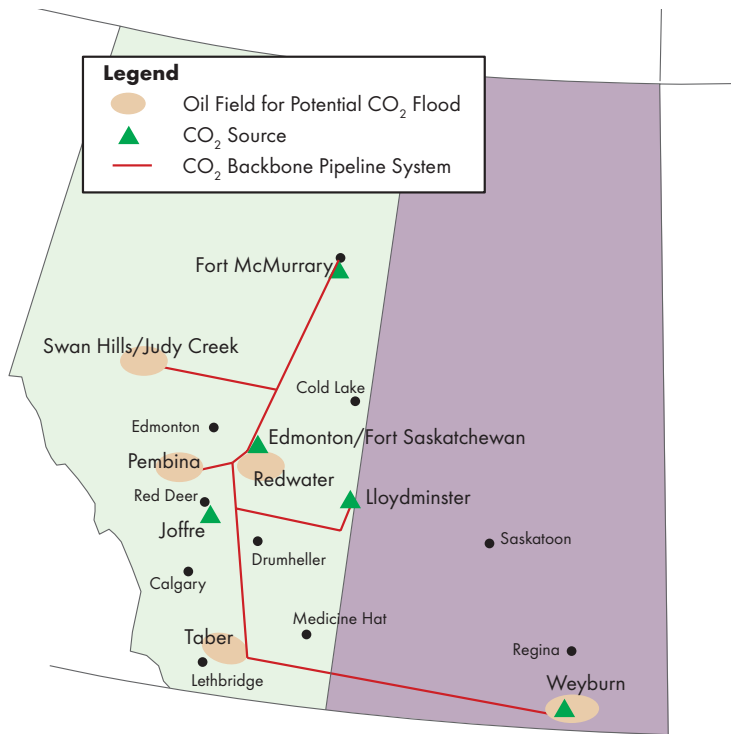 Legend
Oil Field for Potential CO₂ Flood
CO₂ Source
CO₂ Backbone Pipeline System
Fort McMurrary
Swan Hills/Judy Creek
Cold Lake
Edmonton
Edmonton/Fort Saskatchewan
Pembina
Redwater
Red Deer
Lloydminster
Joffre
Saskatoon
Drumheller
Calgary
Medicine Hat
Taber
Regina
Lethbridge
Weyburn